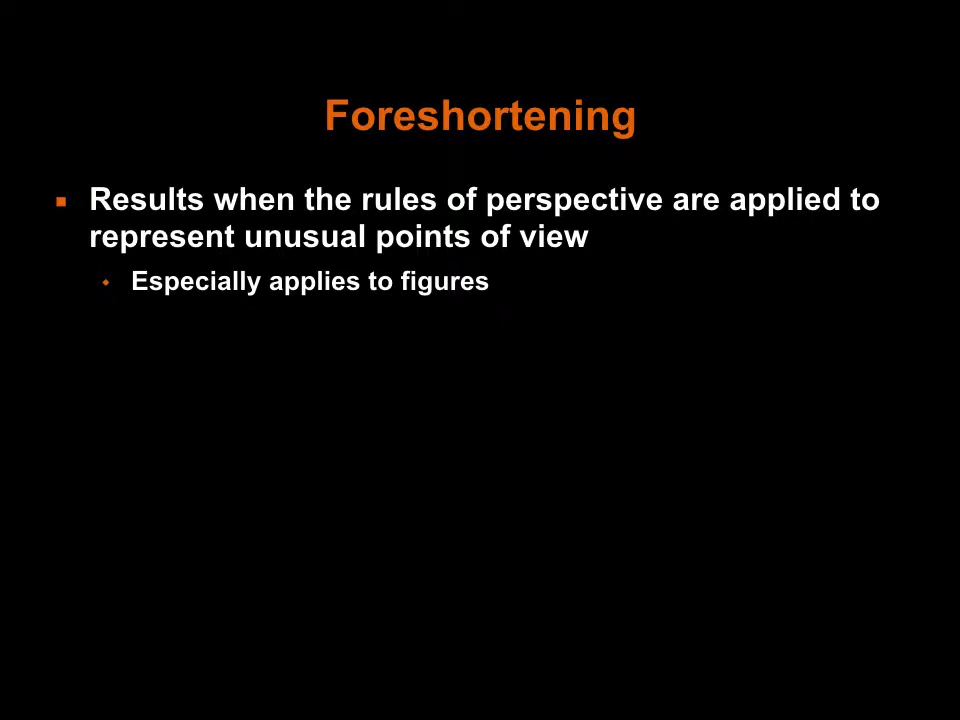 Foreshortening
Results when the rules of perspective are applied to
represent unusual points of view
Especially applies to figures